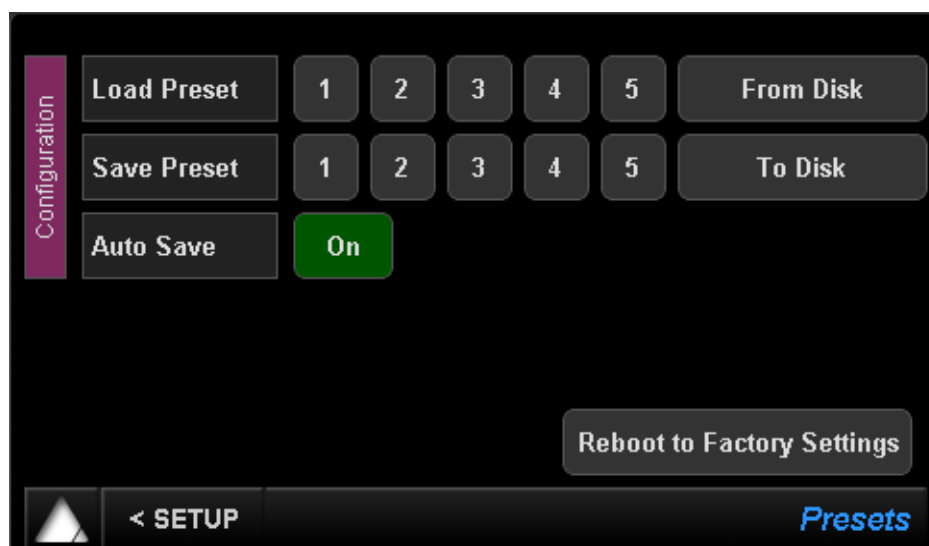 Configuration
Load Preset 1 2 3 4 5 From Disk
Save Preset 1 2 3 4 5 To Disk
Auto Save On
Reboot to Factory Settings
< SETUP Presets